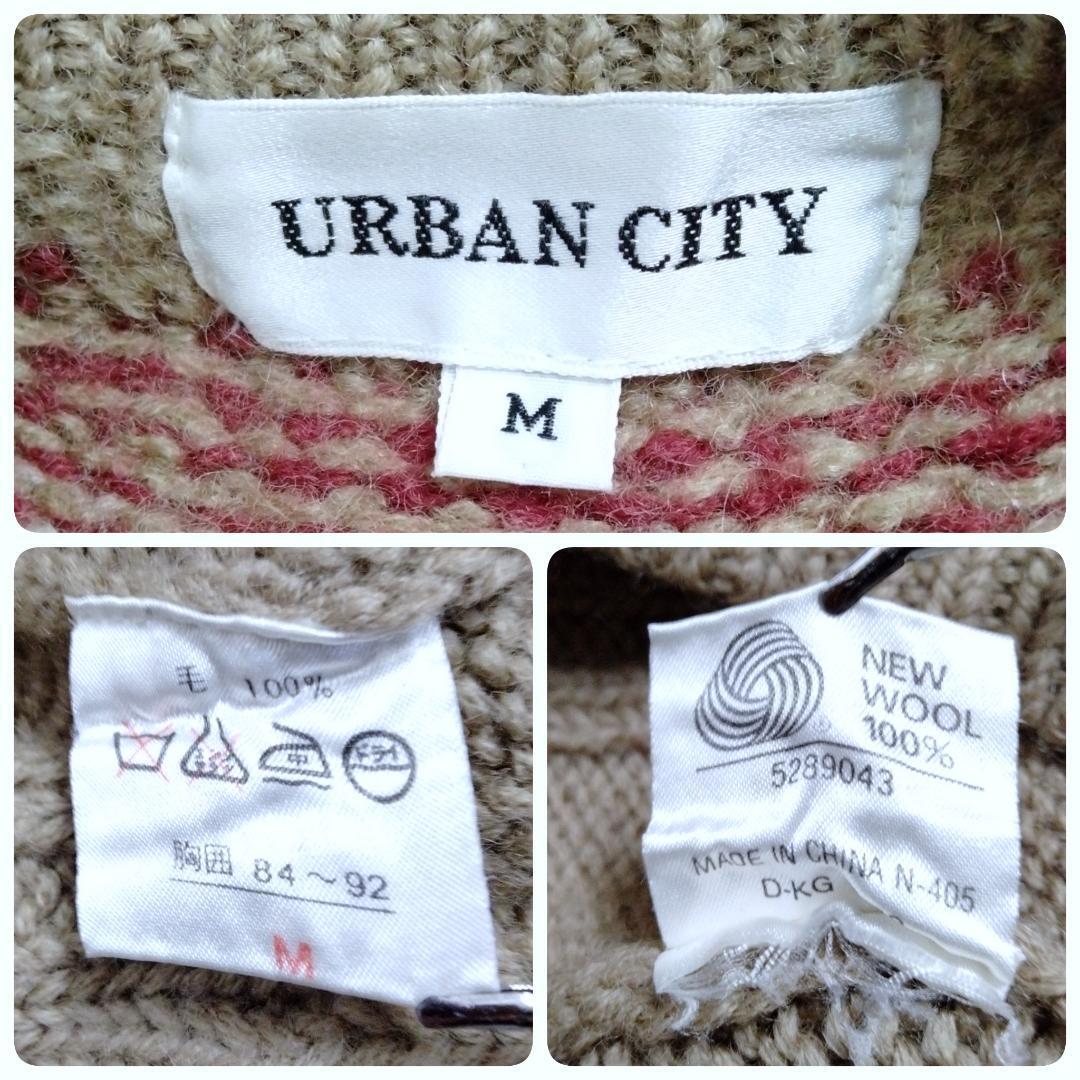 URBAN CITY
M
毛 100%
中 ドライ
胸囲 84～92
M
NEW
WOOL
100%
5289043
MADE IN CHINA N-405
D-KG